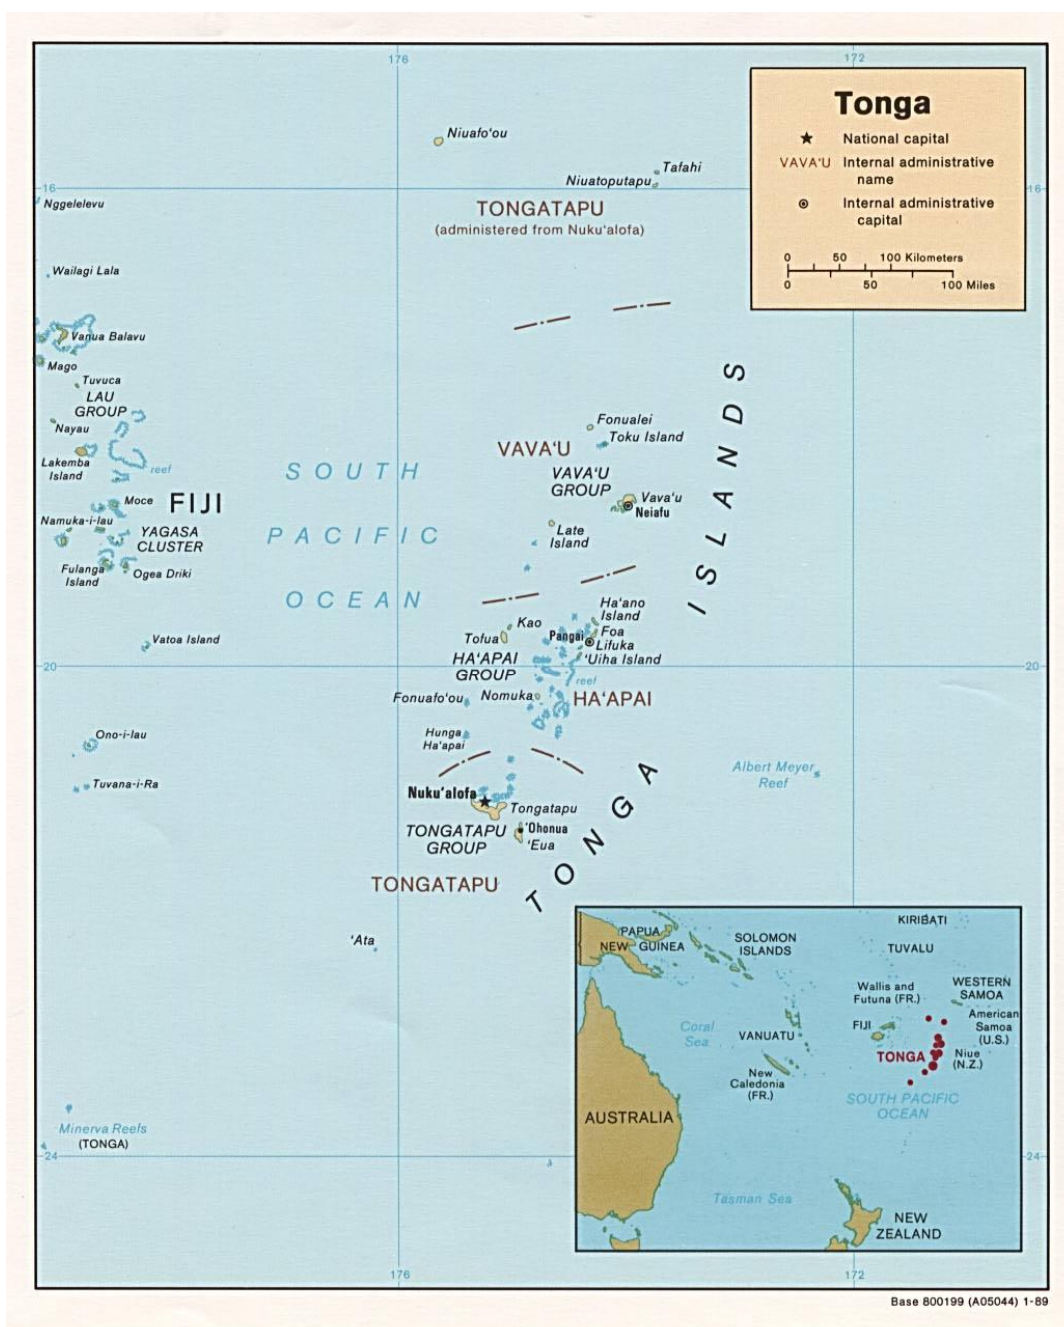 176
172
Tonga
National capital
VAVA'U Internal administrative
name
Internal administrative
capital
0 50 100 Kilometers
0 50 100 Miles
Niuafo'ou
Tafahi
Niuatoputapu
16
16
Nggelelevu
TONGATAPU
(administered from Nuku'alofa)
Wailagi Lala
Vanua Balavu
Mago
Tuvuca
LAU
GROUP
Nayau
Lakemba
Island
reef
Moce
FIJI
Namuka-i-lau
YAGASA
CLUSTER
Fulanga
Island
Ogea Driki
Vatoa Island
SOUTH
PACIFIC
OCEAN
Fonualei
Toku Island
VAVA'U
VAVA'U
GROUP
Vava'u
Neiafu
Late
Island
TONGA ISLANDS
Ha'ano
Island
Kao
Foa
Pangai
Tofua
Lifuka
'Uiha Island
HA'APAI
GROUP
20
20
reef
Fonuafo'ou
Nomuka
HA'APAI
Hunga
Ha'apai
Ono-i-lau
Tuvana-i-Ra
Albert Meyer
Reef
Nuku'alofa
Tongatapu
TONGATAPU
GROUP
'Ohonua
'Eua
TONGATAPU
'Ata
Minerva Reefs
(TONGA)
24
24
KIRIBATI
PAPUA
NEW GUINEA
SOLOMON
ISLANDS
TUVALU
Wallis and
Futuna (FR.)
WESTERN
SAMOA
American
Samoa
(U.S.)
Coral
Sea
VANUATU
FIJI
TONGA
Niue
(N.Z.)
New
Caledonia
(FR.)
SOUTH PACIFIC
OCEAN
AUSTRALIA
Tasman Sea
NEW
ZEALAND
176
172
Base 800199 (A05044) 1-89